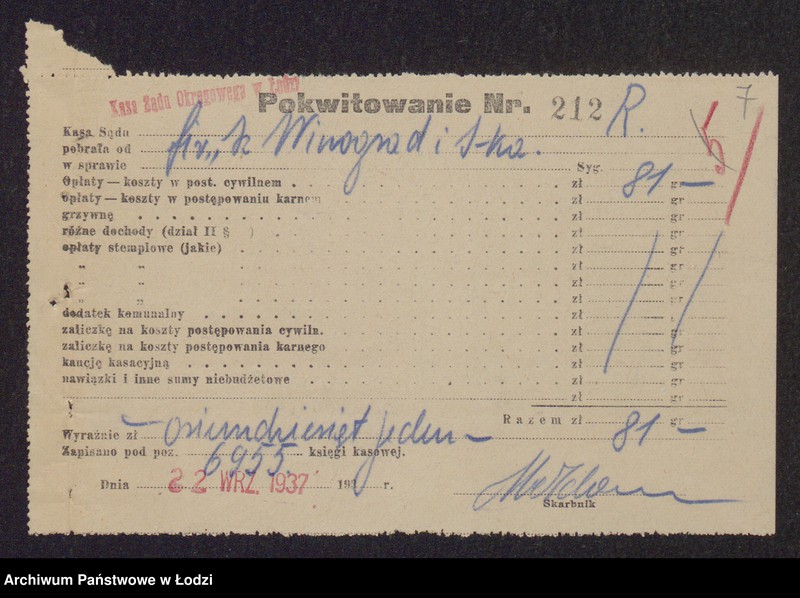 Kasa Sądu Okręgowego w Łodzi
Pokwitowanie Nr. 212 R. 7
Kasa Sądu
pobrała od Winograd i S-ka.
w sprawie Syg.
Opłaty — koszty w post. cywilnem zł 81 gr —
opłaty — koszty w postępowaniu karnem zł gr
grzywnę zł gr
różne dochody (dział II § ) zł gr
opłaty stemplowe (jakie) zł gr
„ „ zł gr
„ „ zł gr
„ „ zł gr
dodatek komunalny zł gr
zaliczkę na koszty postępowania cywiln. zł gr
zaliczkę na koszty postępowania karnego zł gr
kaucję kasacyjną zł gr
nawiązki i inne sumy niebudżetowe zł gr
zł gr
Razem zł 81 gr —
Wyraźnie zł — osiemdziesiąt jeden —
Zapisano pod poz. 6955. księgi kasowej.
Dnia 22 WRZ. 1937 193 r.
Skarbnik
Archiwum Państwowe w Łodzi